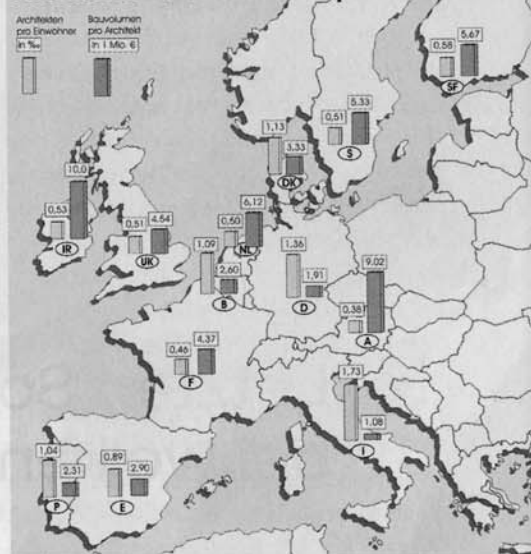 Architekten
pro Einwohner
in ‰
Bauvolumen
pro Architekt
in 1 Mio. €
0,58
5,67
SF
0,51
5,33
S
1,13
3,33
DK
0,53
10,0
IR
0,51
4,54
UK
0,50
6,12
NL
1,09
2,60
B
1,36
1,91
D
0,38
9,02
A
0,46
4,37
F
1,73
1,08
I
1,04
2,31
P
0,89
2,90
E